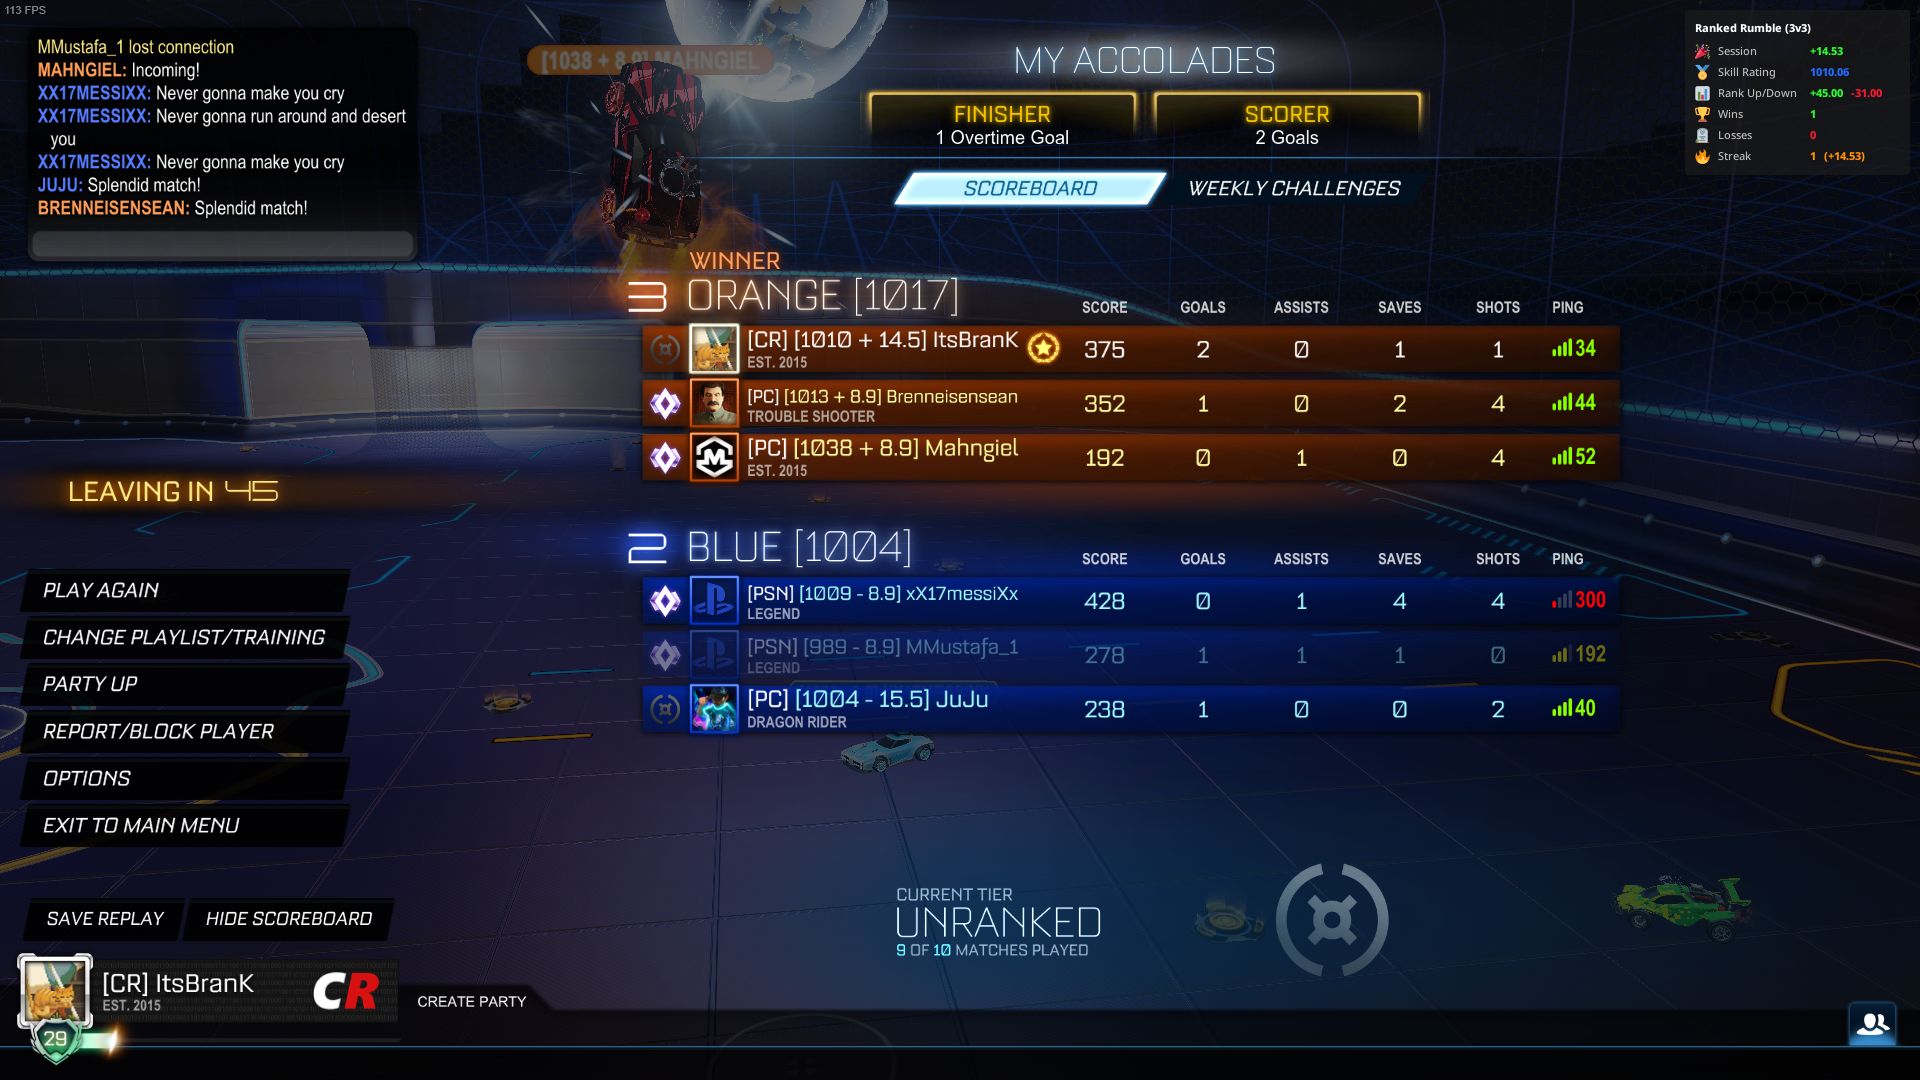 113 FPS
MMustafa_1 lost connection
MAHNGIEL: Incoming!
XX17MESSIXX: Never gonna make you cry
XX17MESSIXX: Never gonna run around and desert
you
XX17MESSIXX: Never gonna make you cry
JUJU: Splendid match!
BRENNEISENSEAN: Splendid match!
[1038 + 8.9] MAHNGIEL
MY ACCOLADES
FINISHER
1 Overtime Goal
SCORER
2 Goals
SCOREBOARD
WEEKLY CHALLENGES
Ranked Rumble (3v3)
Session +14.53
Skill Rating 1010.06
Rank Up/Down +45.00 -31.00
Wins 1
Losses 0
Streak 1 (+14.53)
WINNER
3 ORANGE [1017] SCORE GOALS ASSISTS SAVES SHOTS PING
[CR] [1010 + 14.5] ItsBranK 375 2 0 1 1 34
EST. 2015
[PC] [1013 + 8.9] Brenneisensean 352 1 0 2 4 44
TROUBLE SHOOTER
[PC] [1038 + 8.9] Mahngiel 192 0 1 0 4 52
EST. 2015
2 BLUE [1004] SCORE GOALS ASSISTS SAVES SHOTS PING
[PSN] [1009 - 8.9] xX17messiXx 428 0 1 4 4 300
LEGEND
[PSN] [989 - 8.9] MMustafa_1 278 1 1 1 0 192
LEGEND
[PC] [1004 - 15.5] JuJu 238 1 0 0 2 40
DRAGON RIDER
LEAVING IN 45
PLAY AGAIN
CHANGE PLAYLIST/TRAINING
PARTY UP
REPORT/BLOCK PLAYER
OPTIONS
EXIT TO MAIN MENU
SAVE REPLAY
HIDE SCOREBOARD
CURRENT TIER
UNRANKED
9 OF 10 MATCHES PLAYED
[CR] ItsBranK
EST. 2015
CR
29
CREATE PARTY